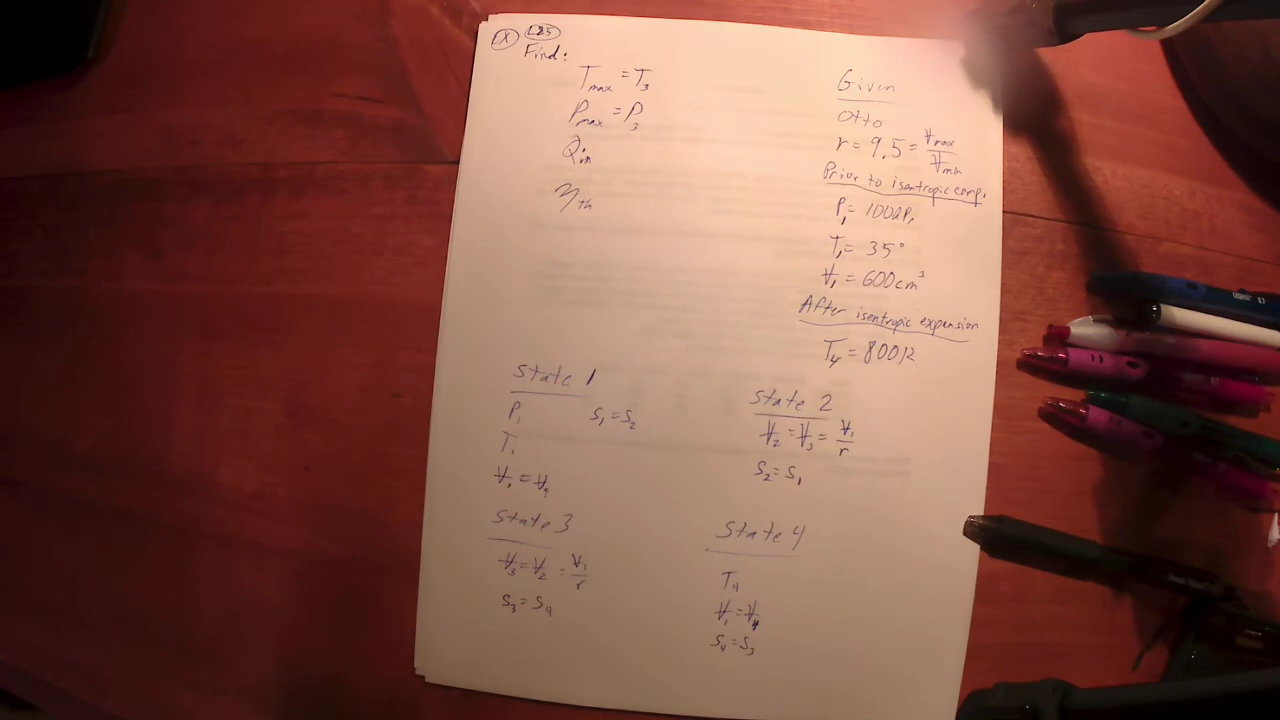 EX L25
Find:
Tmax = T3
Pmax = P3
Qin
ηth
Given
Otto
r = 9.5 = Vmax/Vmin
Prior to isentropic comp.
P1 = 100kPa
T1 = 35°
V1 = 600cm³
After isentropic expansion
T4 = 800K
State 1
P1 S1 = S2
T1
V1 = V4
State 2
V2 = V3 = V1/r
S2 = S1
State 3
V3 = V2 = V1/r
S3 = S4
State 4
T4
V1 = V4
S4 = S3